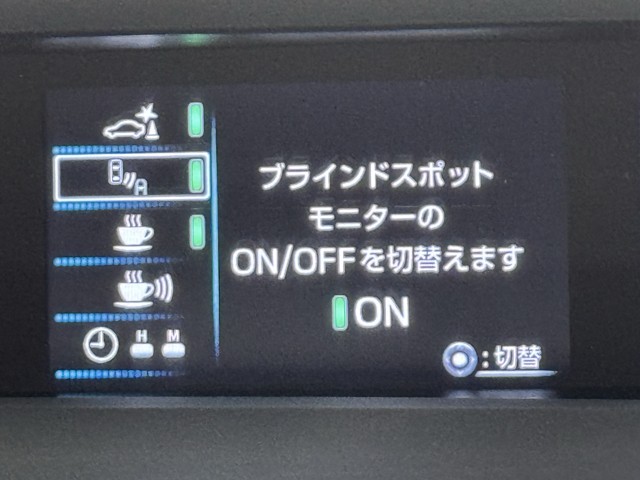 ブラインドスポット
モニターの
ON/OFFを切替えます
ON
H M
:切替